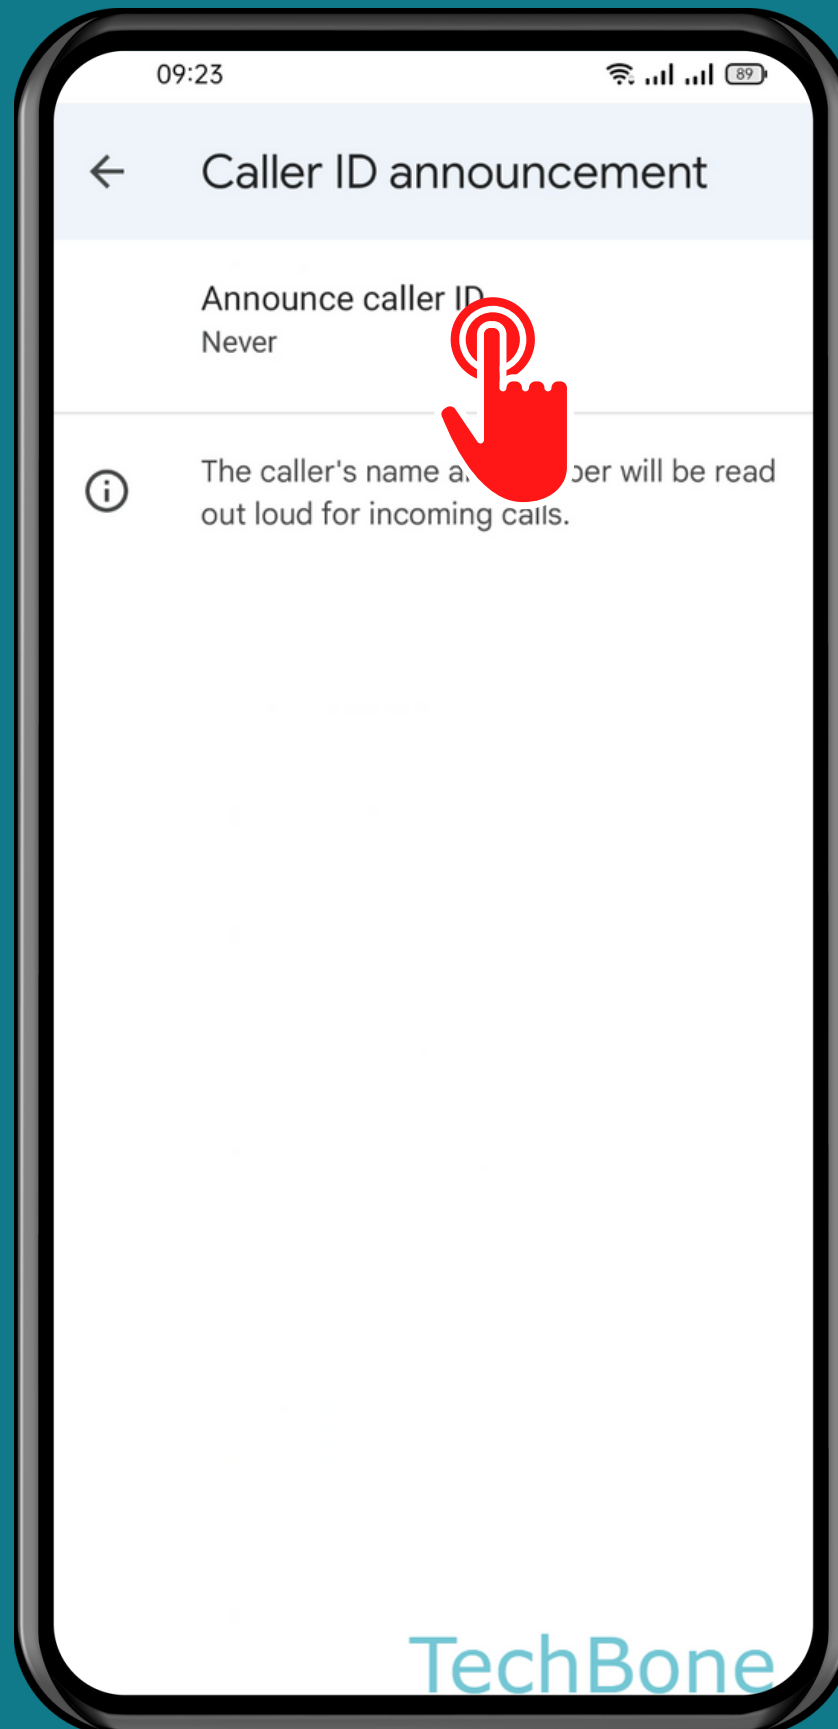 09:23
89
Caller ID announcement
Announce caller ID
Never
The caller's name will be read
out loud for incoming calls.
TechBone